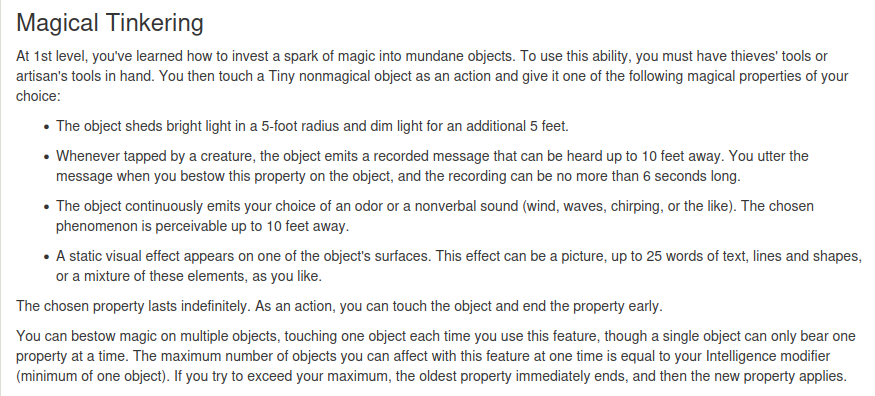 Magical Tinkering
At 1st level, you've learned how to invest a spark of magic into mundane objects. To use this ability, you must have thieves' tools or
artisan's tools in hand. You then touch a Tiny nonmagical object as an action and give it one of the following magical properties of your
choice:
• The object sheds bright light in a 5-foot radius and dim light for an additional 5 feet.
• Whenever tapped by a creature, the object emits a recorded message that can be heard up to 10 feet away. You utter the
message when you bestow this property on the object, and the recording can be no more than 6 seconds long.
• The object continuously emits your choice of an odor or a nonverbal sound (wind, waves, chirping, or the like). The chosen
phenomenon is perceivable up to 10 feet away.
• A static visual effect appears on one of the object's surfaces. This effect can be a picture, up to 25 words of text, lines and shapes,
or a mixture of these elements, as you like.
The chosen property lasts indefinitely. As an action, you can touch the object and end the property early.
You can bestow magic on multiple objects, touching one object each time you use this feature, though a single object can only bear one
property at a time. The maximum number of objects you can affect with this feature at one time is equal to your Intelligence modifier
(minimum of one object). If you try to exceed your maximum, the oldest property immediately ends, and then the new property applies.